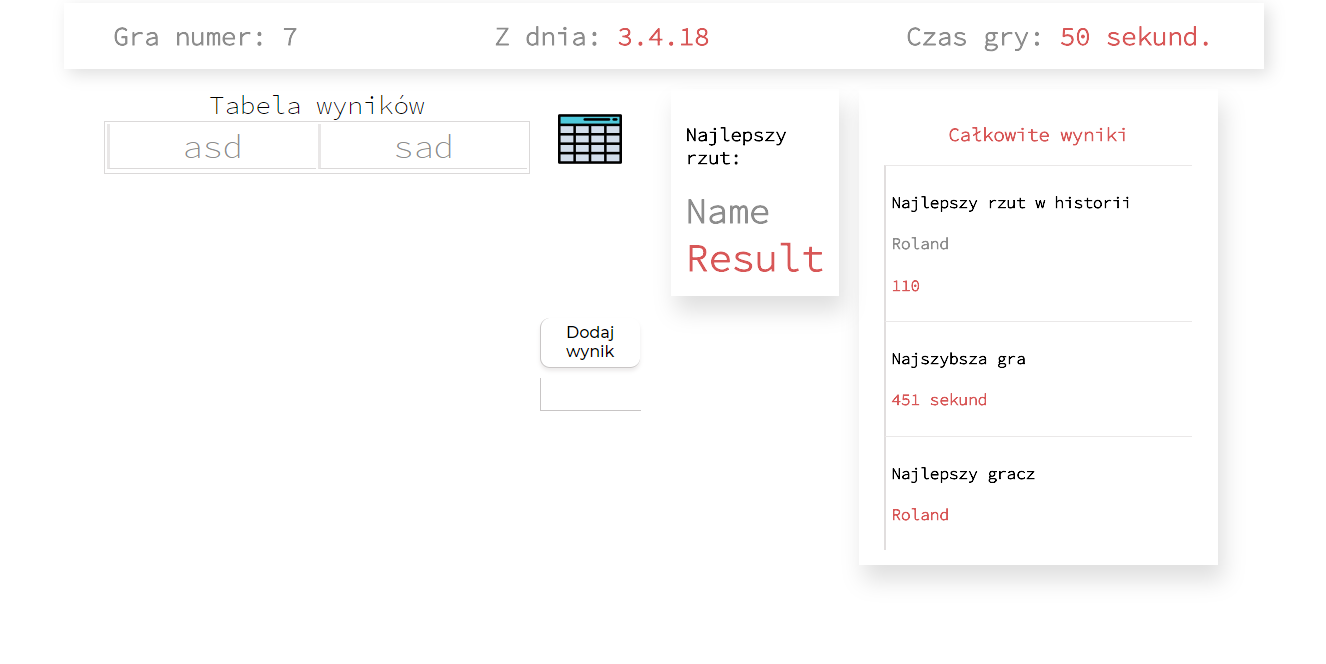 Gra numer: 7
Z dnia: 3.4.18
Czas gry: 50 sekund.
Tabela wyników
asd
sad
Dodaj
wynik
Najlepszy
rzut:
Name
Result
Całkowite wyniki
Najlepszy rzut w historii
Roland
110
Najszybsza gra
451 sekund
Najlepszy gracz
Roland